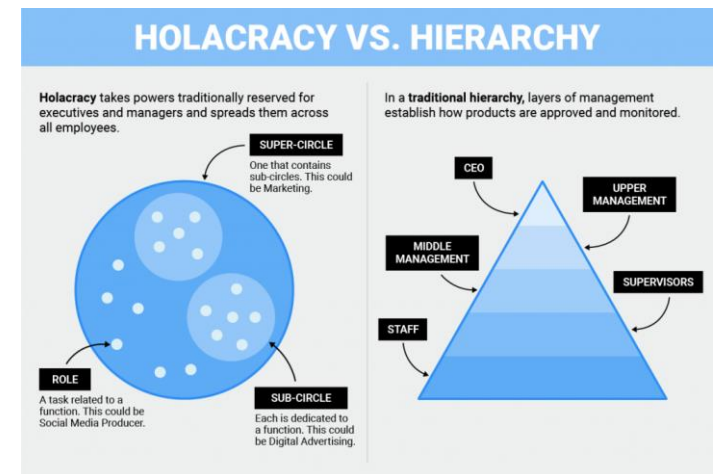 HOLACRACY VS. HIERARCHY
Holacracy takes powers traditionally reserved for
executives and managers and spreads them across
all employees.
SUPER-CIRCLE
One that contains
sub-circles. This could
be Marketing.
ROLE
A task related to a
function. This could be
Social Media Producer.
SUB-CIRCLE
Each is dedicated to
a function. This could
be Digital Advertising.
In a traditional hierarchy, layers of management
establish how products are approved and monitored.
CEO
UPPER
MANAGEMENT
MIDDLE
MANAGEMENT
SUPERVISORS
STAFF